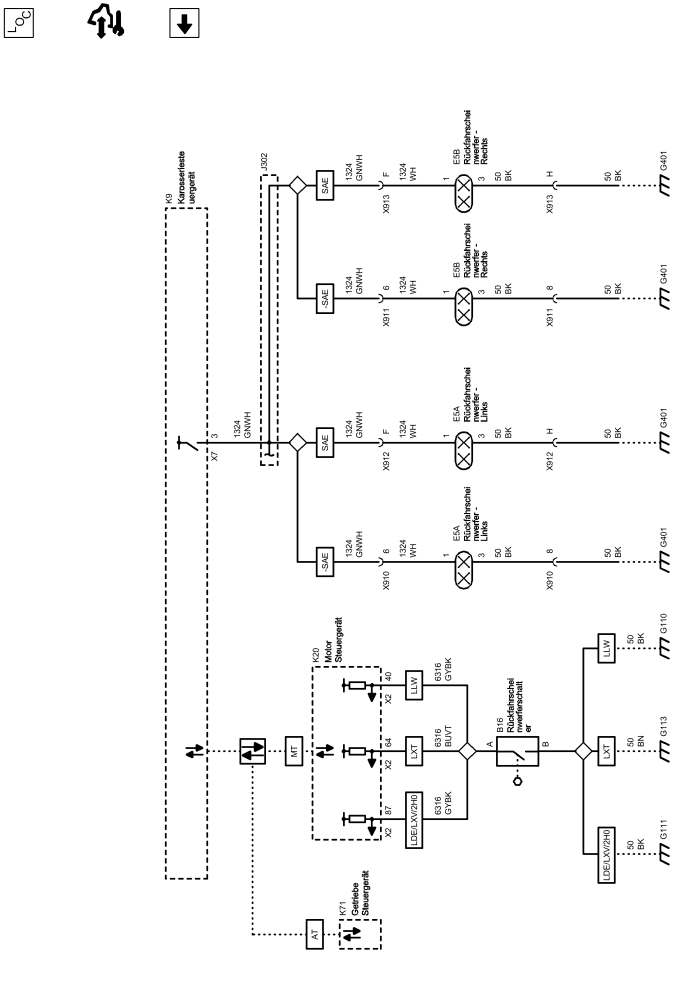 LOC
K9
Karosserieste
uergerät
X7 3
1324
GNWH
J302
MT
AT
K71
Getriebe
Steuergerät
K20
Motor
Steuergerät
X2 87
X2 64
X2 40
LDE/LXV/2H0
LXT
LLW
6316
GYBK
6316
BUVT
6316
GYBK
A
B16
Rückfahrschei
nwerferschalt
er
B
LDE/LXV/2H0
LXT
LLW
50
BK
50
BN
50
BK
G111
G113
G110
-SAE
1324
GNWH
X910 6
1324
WH
1
E5A
Rückfahrschei
nwerfer -
Links
3
50
BK
X910 8
50
BK
G401
SAE
1324
GNWH
X912 F
1324
WH
1
E5A
Rückfahrschei
nwerfer -
Links
3
50
BK
X912 H
50
BK
G401
-SAE
1324
GNWH
X911 6
1324
WH
1
E5B
Rückfahrschei
nwerfer -
Rechts
3
50
BK
X911 8
50
BK
G401
SAE
1324
GNWH
X913 F
1324
WH
1
E5B
Rückfahrschei
nwerfer -
Rechts
3
50
BK
X913 H
50
BK
G401